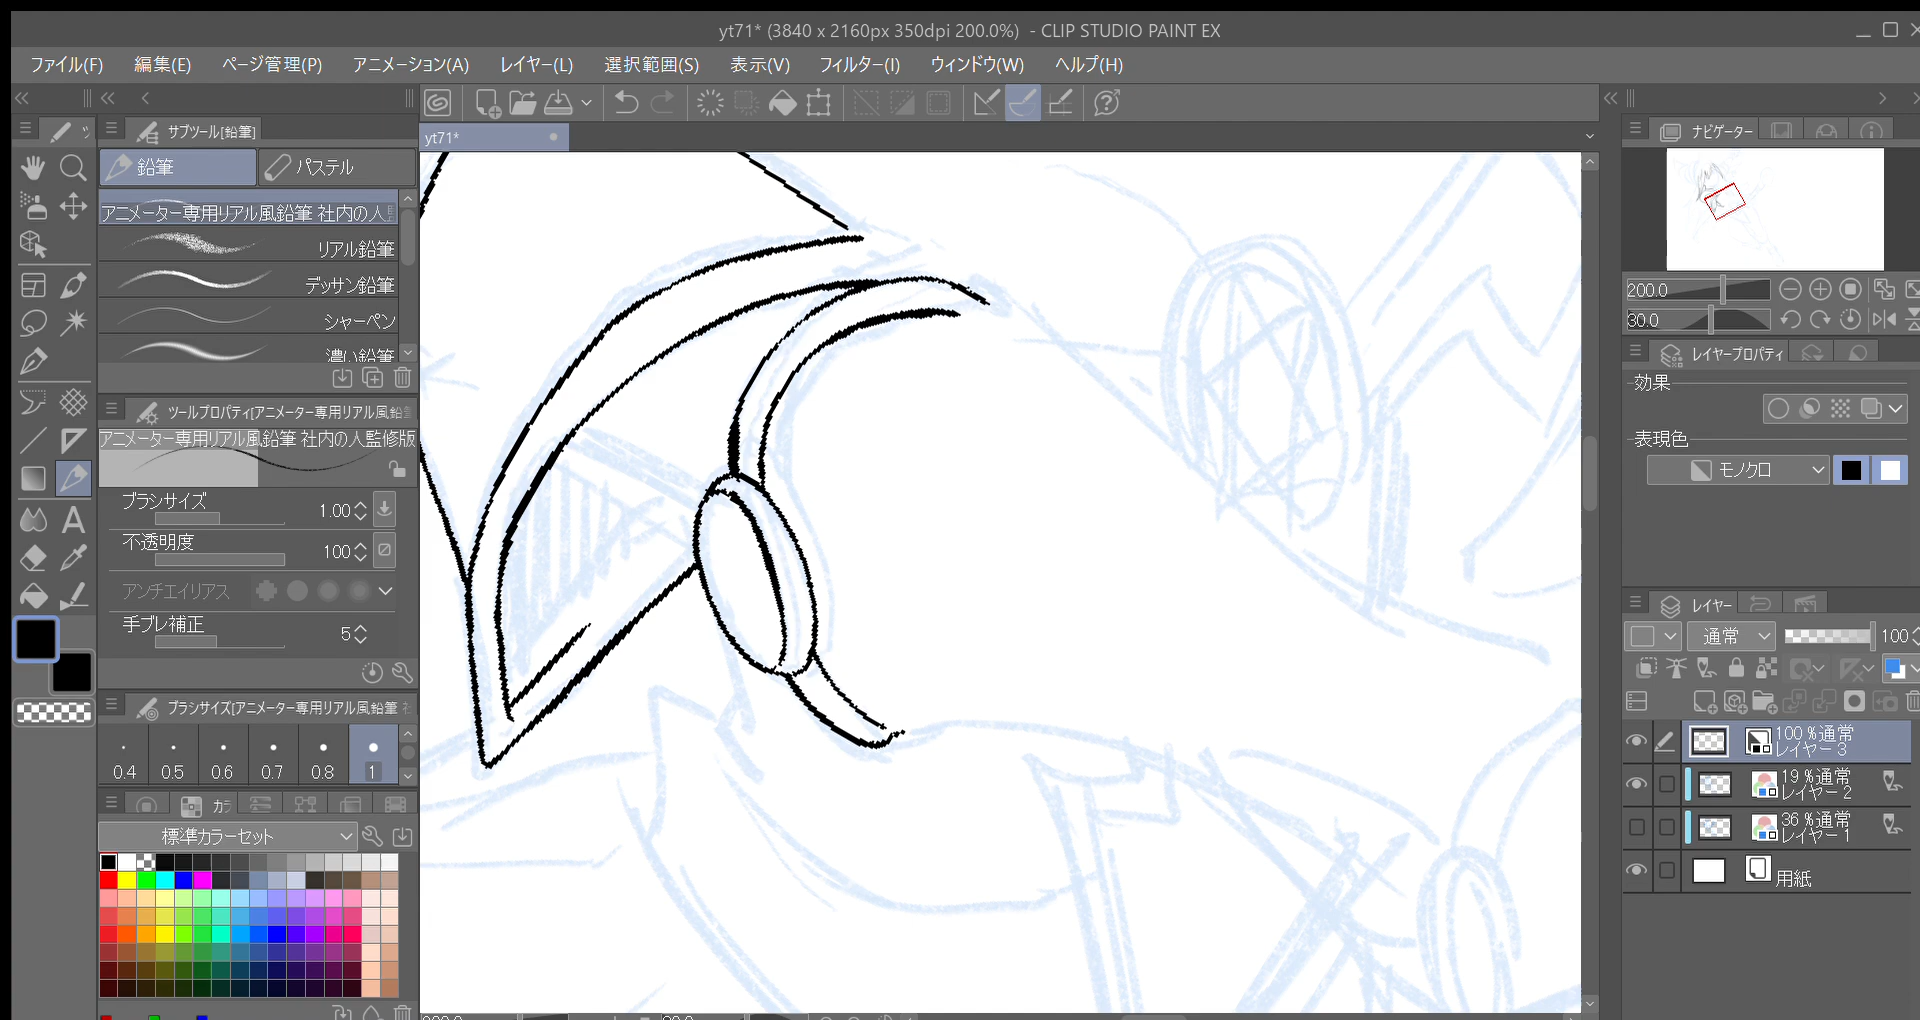 yt71* (3840 x 2160px 350dpi 200.0%) - CLIP STUDIO PAINT EX
ファイル(F) 編集(E) ページ管理(P) アニメーション(A) レイヤー(L) 選択範囲(S) 表示(V) フィルター(I) ウィンドウ(W) ヘルプ(H)
サブツール[鉛筆]
yt71*
鉛筆 パステル
アニメーター専用リアル風鉛筆 社内の人
リアル鉛筆
デッサン鉛筆
シャーペン
濃い鉛筆
ツールプロパティ[アニメーター専用リアル風鉛
アニメーター専用リアル風鉛筆 社内の人監修版
ブラシサイズ 1.00
不透明度 100
アンチエイリアス
手ブレ補正 5
ブラシサイズ[アニメーター専用リアル風鉛筆
0.4 0.5 0.6 0.7 0.8 1
カラ
標準カラーセット
ナビゲーター
200.0
30.0
レイヤープロパティ
効果
表現色
モノクロ
レイヤー
通常 100
100 %通常
レイヤー 3
19 %通常
レイヤー 2
36 %通常
レイヤー 1
用紙